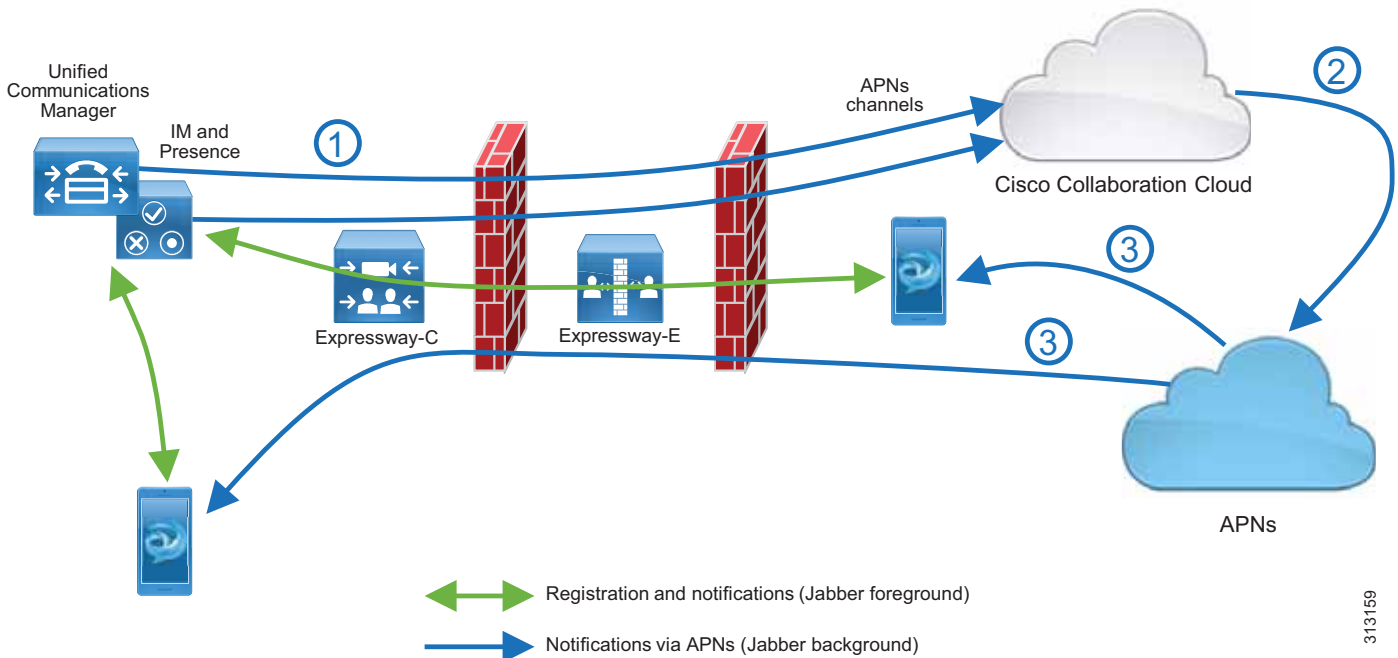 Unified
Communications
Manager
IM and
Presence
1
APNs
channels
2
Cisco Collaboration Cloud
3
Expressway-C
Expressway-E
3
APNs
Registration and notifications (Jabber foreground)
Notifications via APNs (Jabber background)
313159